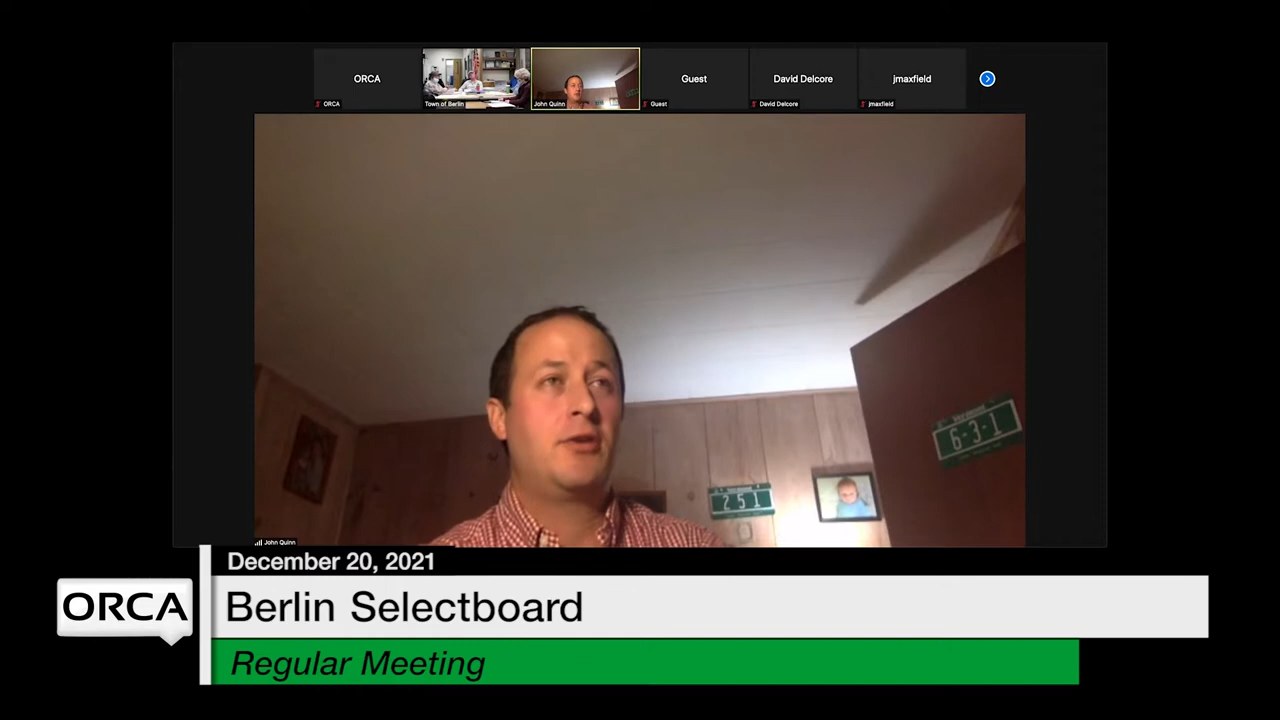 ORCA
Guest
David Delcore
jmaxfield
ORCA
Town of Berlin
John Quinn
Guest
David Delcore
jmaxfield
Vermont
6-3-1
251
John Quinn
December 20, 2021
ORCA
Berlin Selectboard
Regular Meeting